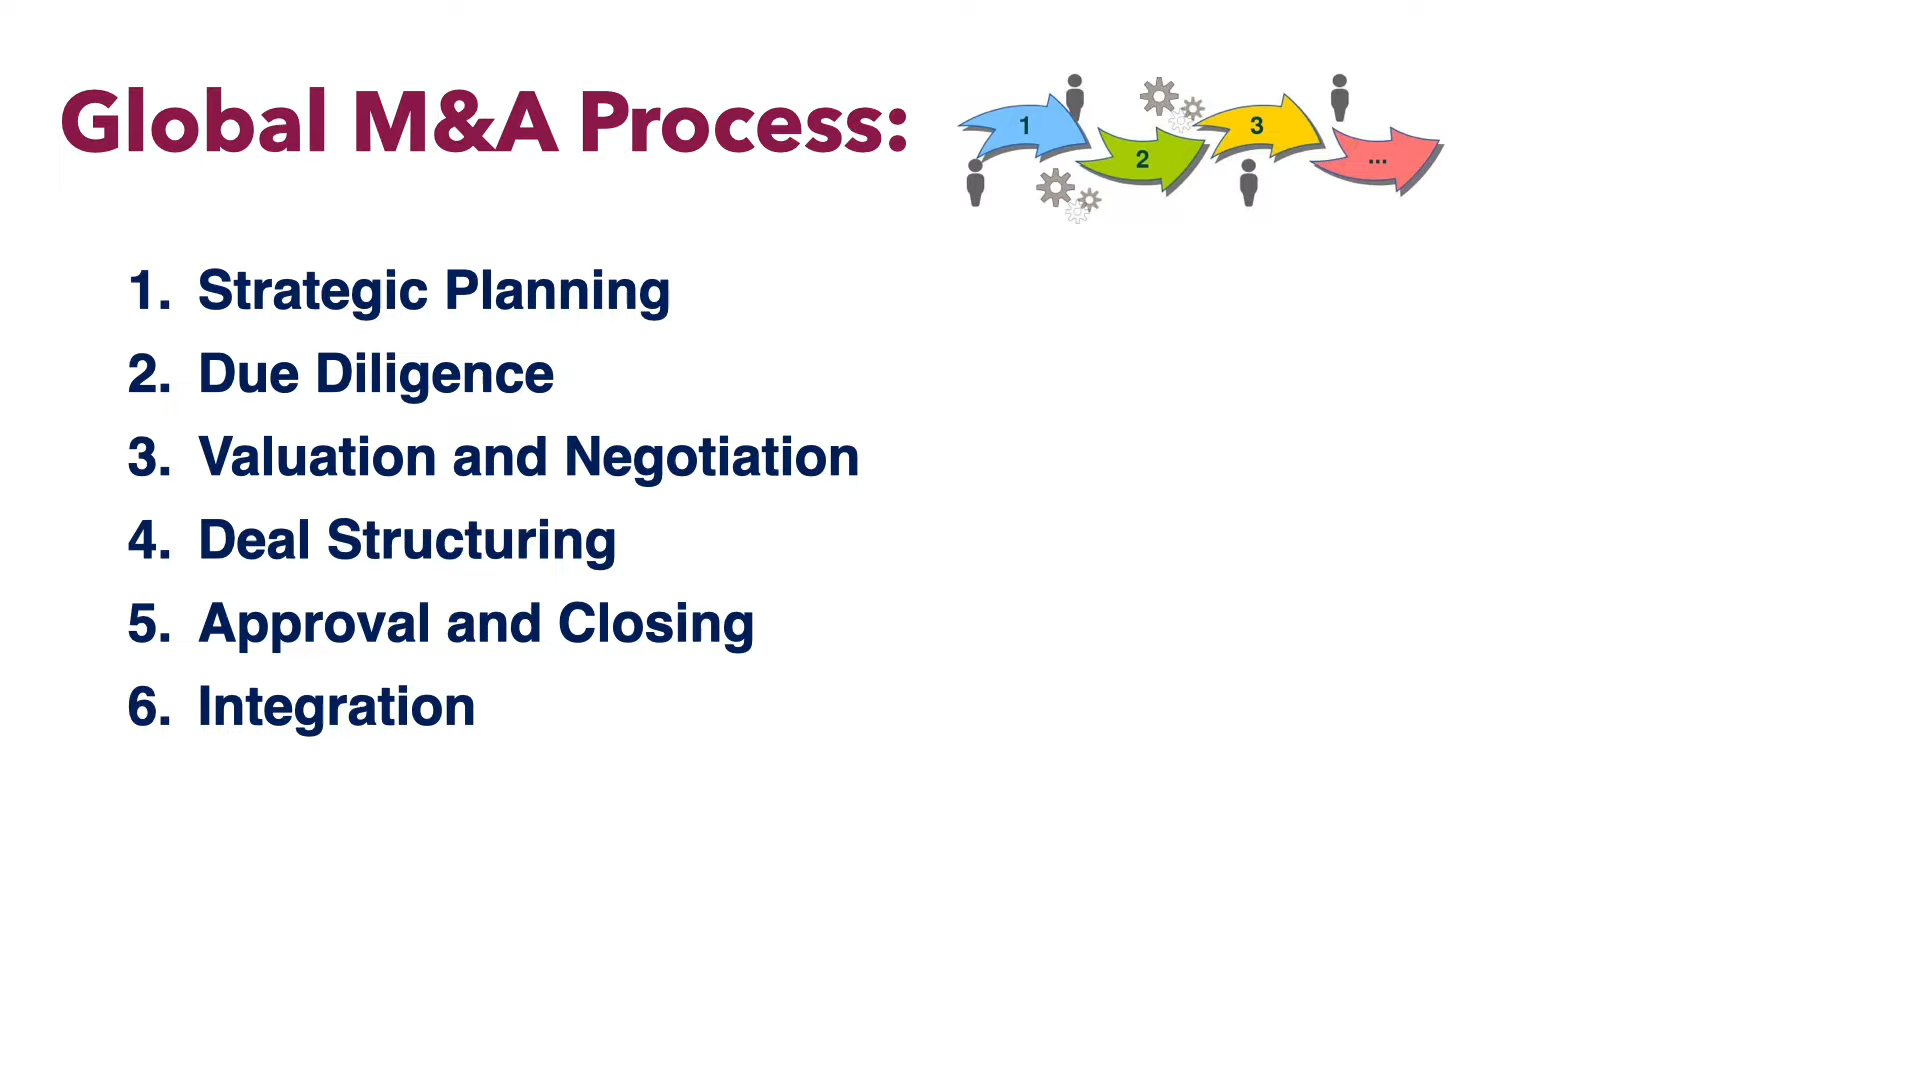 Global M&A Process:
1
2
3
...
1. Strategic Planning
2. Due Diligence
3. Valuation and Negotiation
4. Deal Structuring
5. Approval and Closing
6. Integration